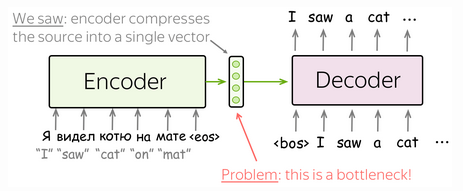 We saw: encoder compresses
the source into a single vector
I saw a cat ...
Encoder
Decoder
Я видел котю на мате <eos>
"I" "saw" "cat" "on" "mat"
<bos> I saw a cat ...
Problem: this is a bottleneck!